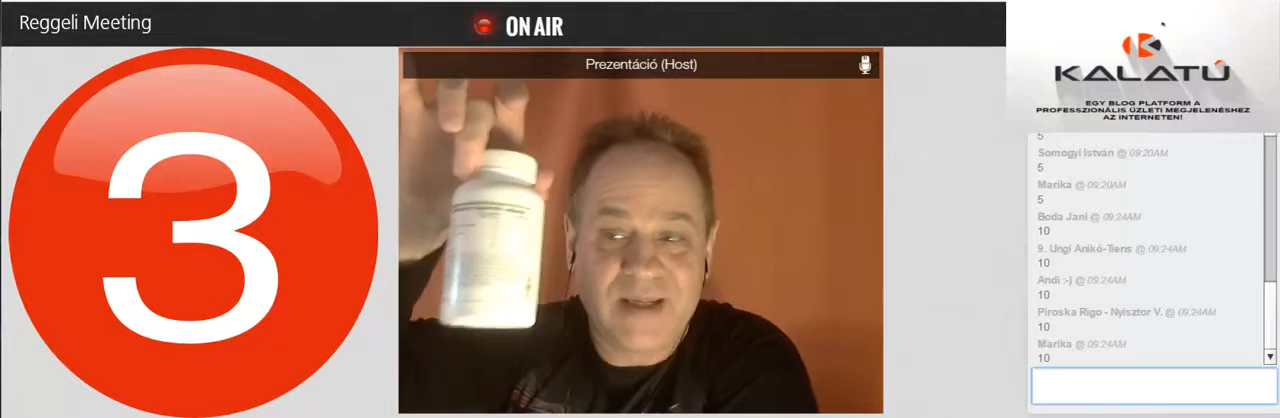 Reggeli Meeting
ON AIR
3
Prezentáció (Host)
KALATÚ
EGY BLOG PLATFORM A
PROFESSZIONÁLIS ÜZLETI MEGJELENÉSHEZ
AZ INTERNETEN!
5
Somogyi István @ 09:20AM
5
Marika @ 09:20AM
5
Boda Jani @ 09:24AM
10
9. Ungi Anikó-Tiens @ 09:24AM
10
Andi :-) @ 09:24AM
10
Piroska Rigo - Nyisztor V. @ 09:24AM
10
Marika @ 09:24AM
10